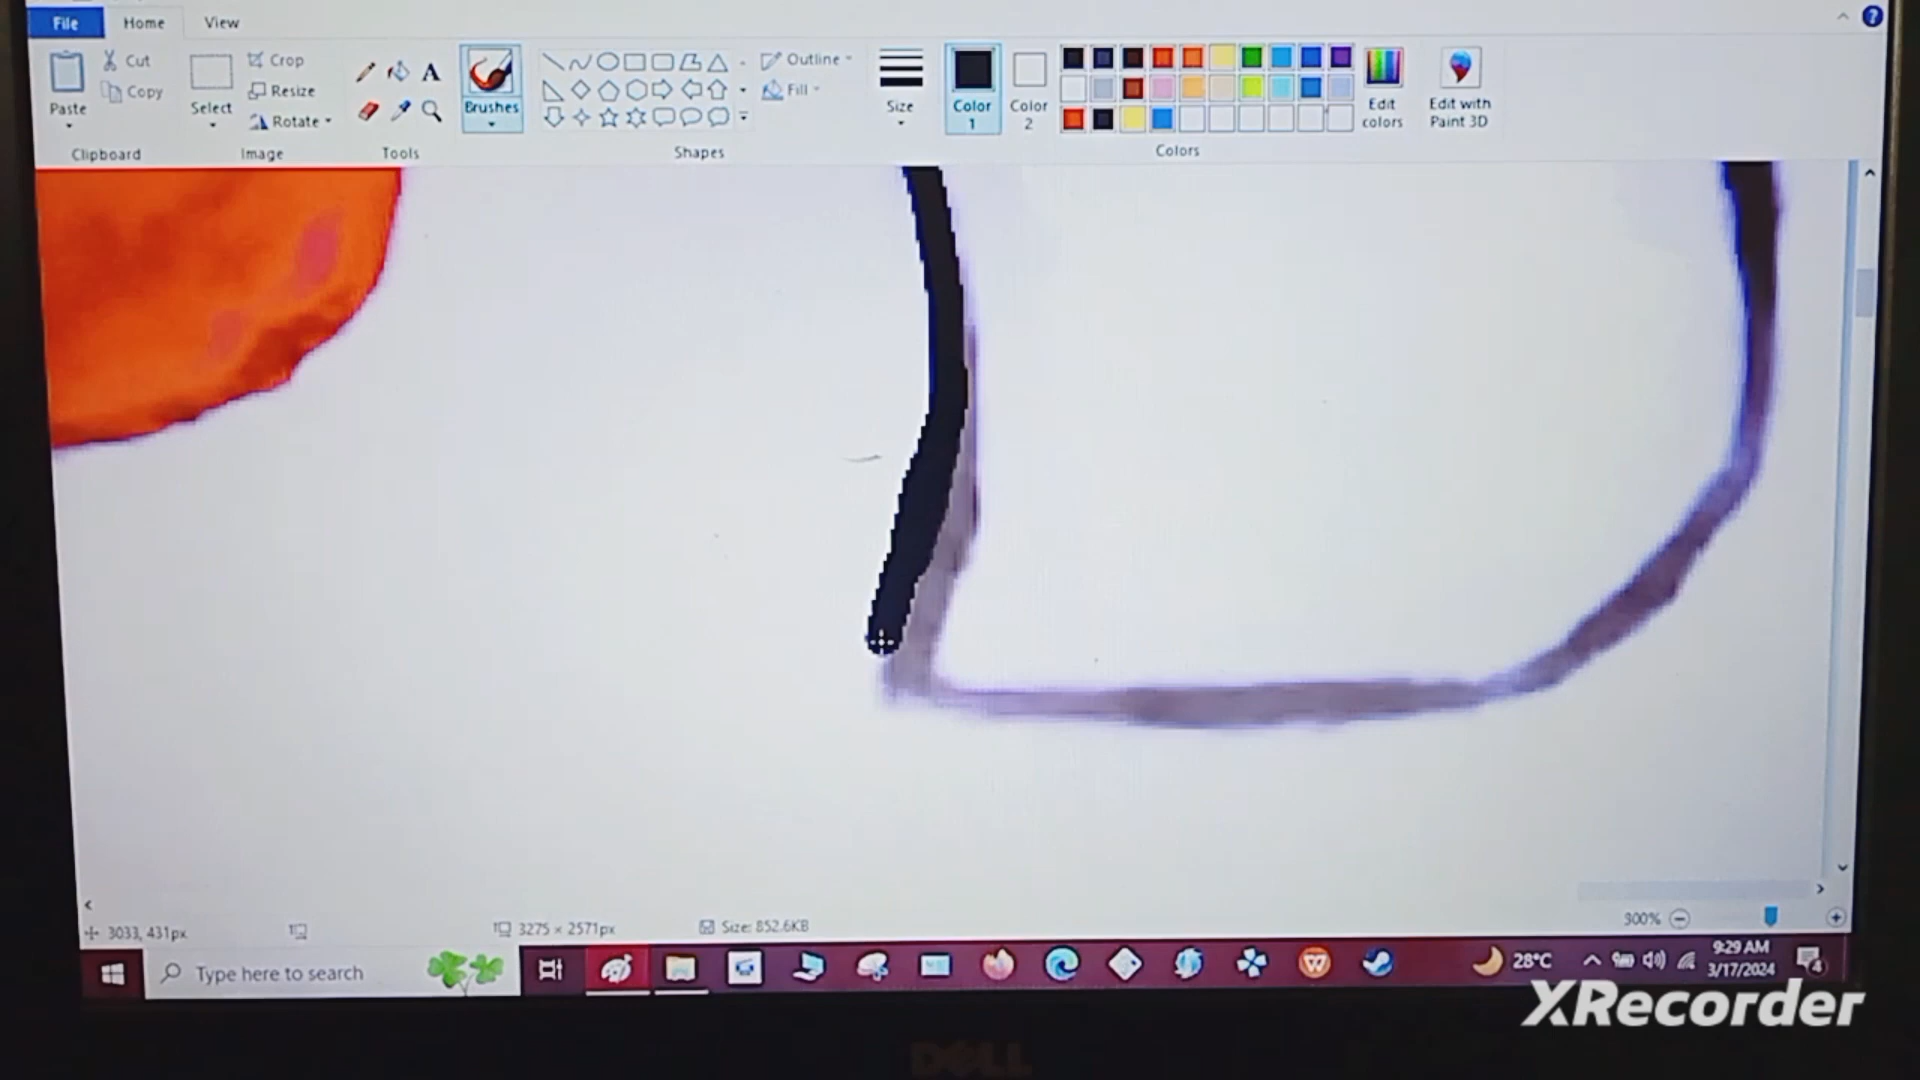 File Home View
Cut
Copy
Paste
Clipboard
Select
Crop
Resize
Rotate
Image
Tools
Brushes
Outline
Fill
Shapes
Size
Color 1
Color 2
Colors
Edit colors
Edit with Paint 3D
300%
3033, 431px
3275 × 2571px
Size: 852.6KB
Type here to search
28°C
9:29 AM
3/17/2024
4
XRecorder
DELL